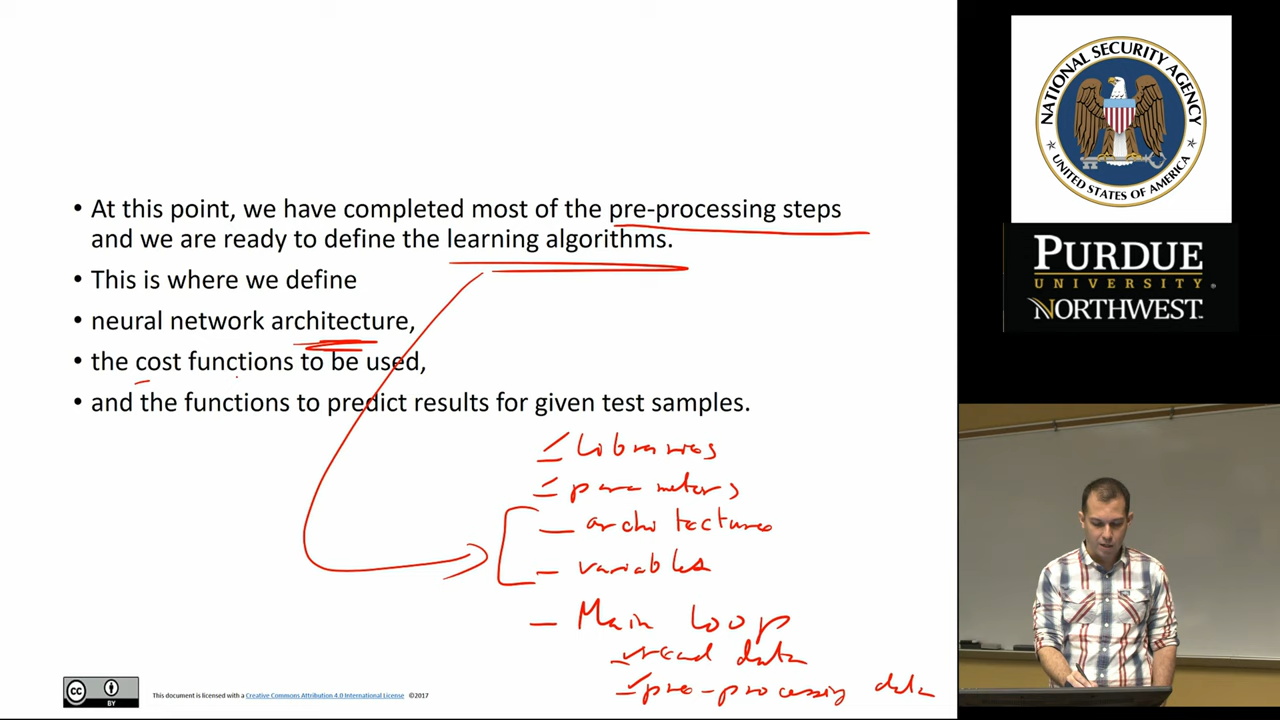 • At this point, we have completed most of the pre-processing steps
and we are ready to define the learning algorithms.
• This is where we define
• neural network architecture,
• the cost functions to be used,
• and the functions to predict results for given test samples.
libraries
parameters
architectures
variables
Main loop
read data
pre-processing data
cc
BY
This document is licensed with a Creative Commons Attribution 4.0 International License ©2017
NATIONAL SECURITY AGENCY
UNITED STATES OF AMERICA
PURDUE
UNIVERSITY
NORTHWEST